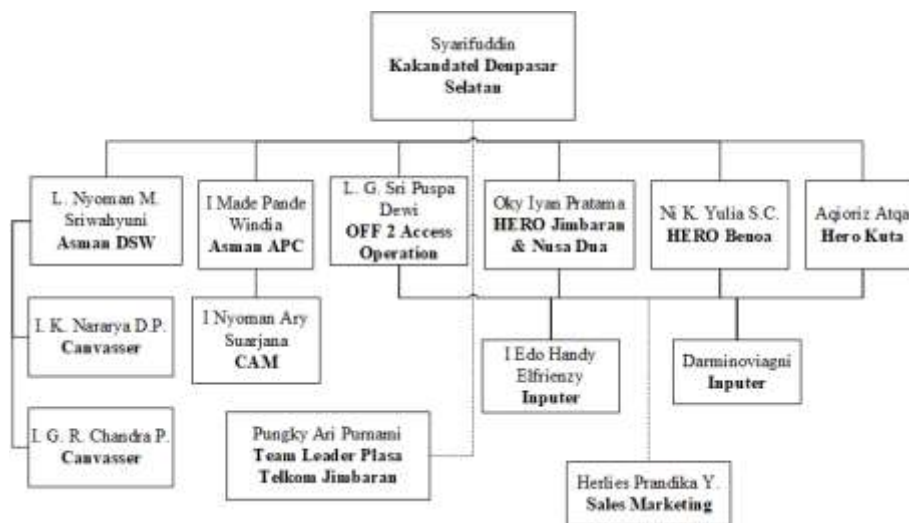 Syarifuddin
Kakandatel Denpasar
Selatan
L. Nyoman M.
Sriwahyuni
Asman DSW
I Made Pande
Windia
Asman APC
L. G. Sri Puspa
Dewi
OFF 2 Access
Operation
Oky Iyan Pratama
HERO Jimbaran
& Nusa Dua
Ni K. Yulia S.C.
HERO Benoa
Aqioriz Atqa
Hero Kuta
I. K. Nararya D.P.
Canvasser
I Nyoman Ary
Suarjana
CAM
I Edo Handy
Elfrienzy
Inputer
Darminoviagni
Inputer
I. G. R. Chandra P.
Canvasser
Pungky Ari Purnami
Team Leader Plasa
Telkom Jimbaran
Herlies Prandika Y.
Sales Marketing